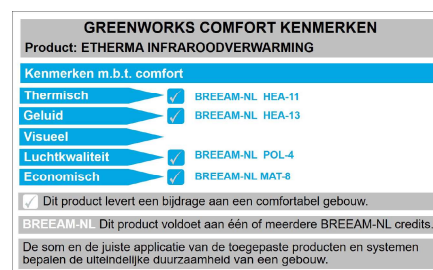 GREENWORKS COMFORT KENMERKEN
Product: ETHERMA INFRAROODVERWARMING
Kenmerken m.b.t. comfort
Thermisch BREEAM-NL HEA-11
Geluid BREEAM-NL HEA-13
Visueel
Luchtkwaliteit BREEAM-NL POL-4
Economisch BREEAM-NL MAT-8
Dit product levert een bijdrage aan een comfortabel gebouw.
BREEAM-NL Dit product voldoet aan één of meerdere BREEAM-NL credits.
De som en de juiste applicatie van de toegepaste producten en systemen
bepalen de uiteindelijke duurzaamheid van een gebouw.